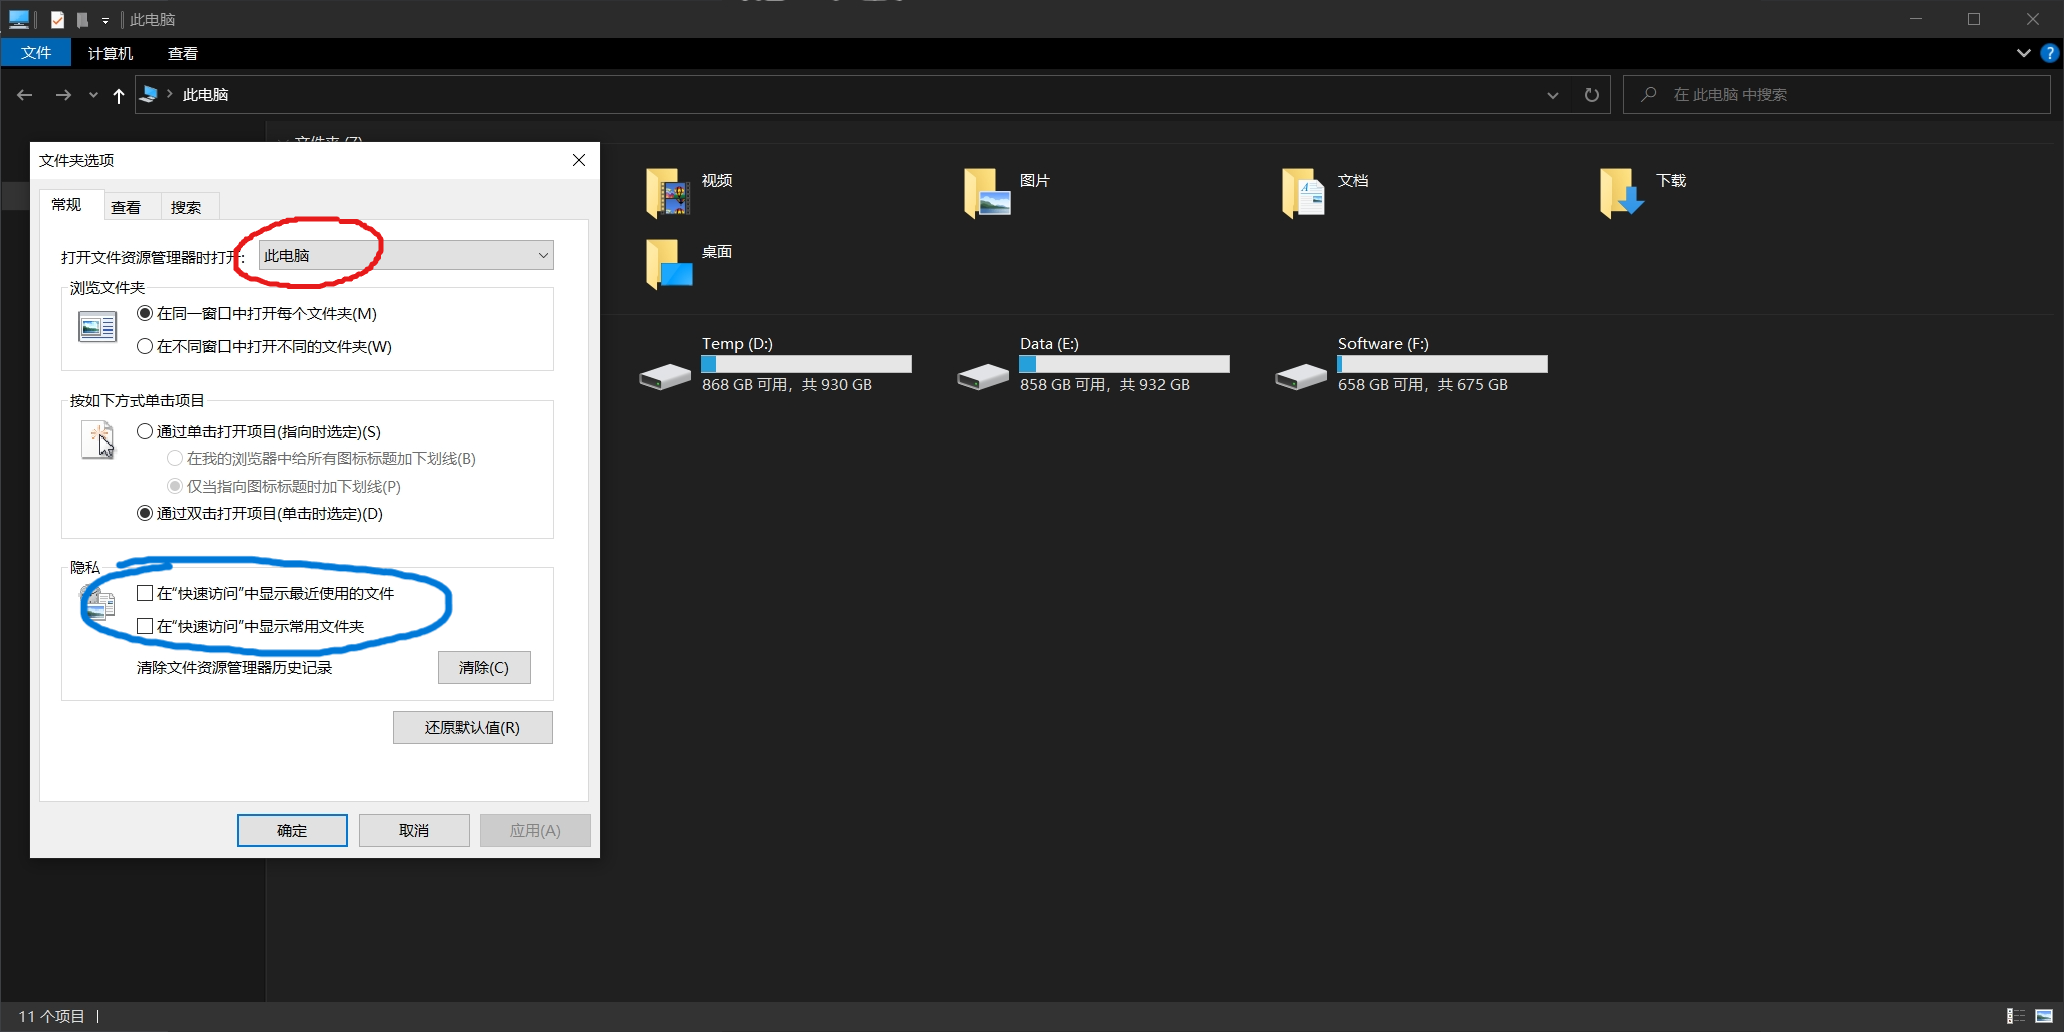 此电脑
文件
计算机
查看
?
此电脑
在 此电脑 中搜索
文件夹 (7)
文件夹选项
常规
查看
搜索
打开文件资源管理器时打开:
此电脑
浏览文件夹
在同一窗口中打开每个文件夹(M)
在不同窗口中打开不同的文件夹(W)
按如下方式单击项目
通过单击打开项目(指向时选定)(S)
在我的浏览器中给所有图标标题加下划线(B)
仅当指向图标标题时加下划线(P)
通过双击打开项目(单击时选定)(D)
隐私
在“快速访问”中显示最近使用的文件
在“快速访问”中显示常用文件夹
清除文件资源管理器历史记录
清除(C)
还原默认值(R)
确定
取消
应用(A)
视频
图片
文档
下载
桌面
Temp (D:)
868 GB 可用，共 930 GB
Data (E:)
858 GB 可用，共 932 GB
Software (F:)
658 GB 可用，共 675 GB
11 个项目